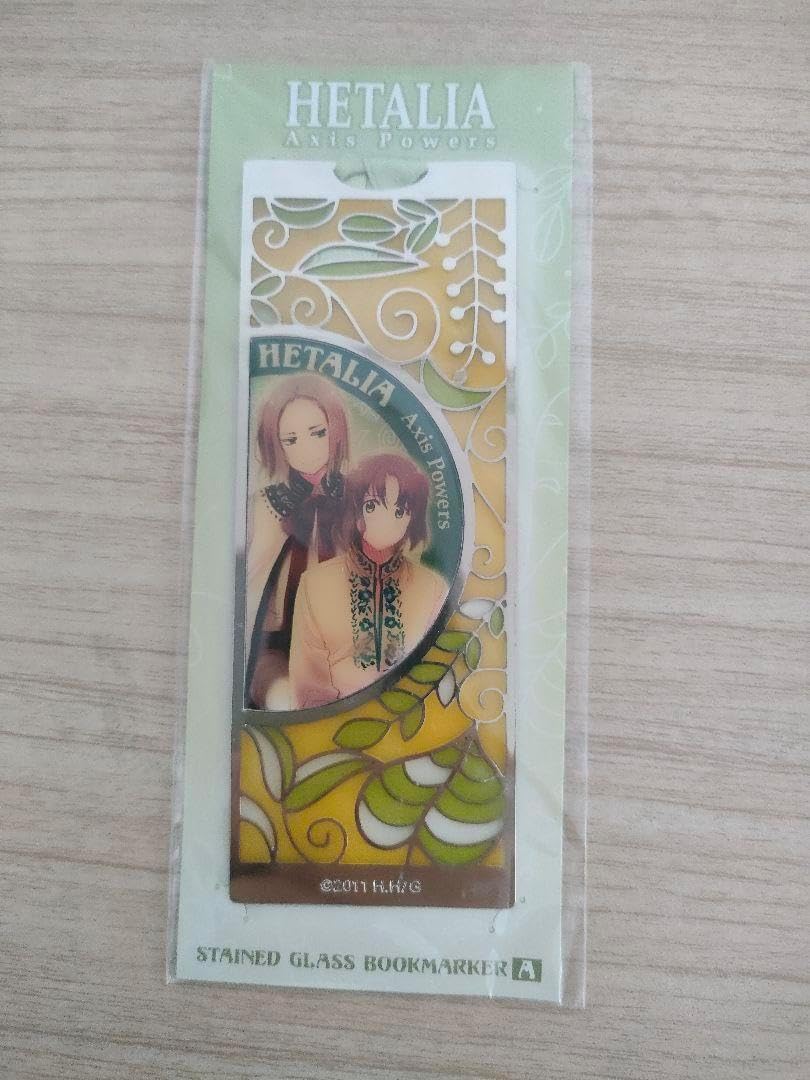 HETALIA
Axis Powers
HETALIA
Axis Powers
©2011 H.H/G
STAINED GLASS BOOKMARKER A